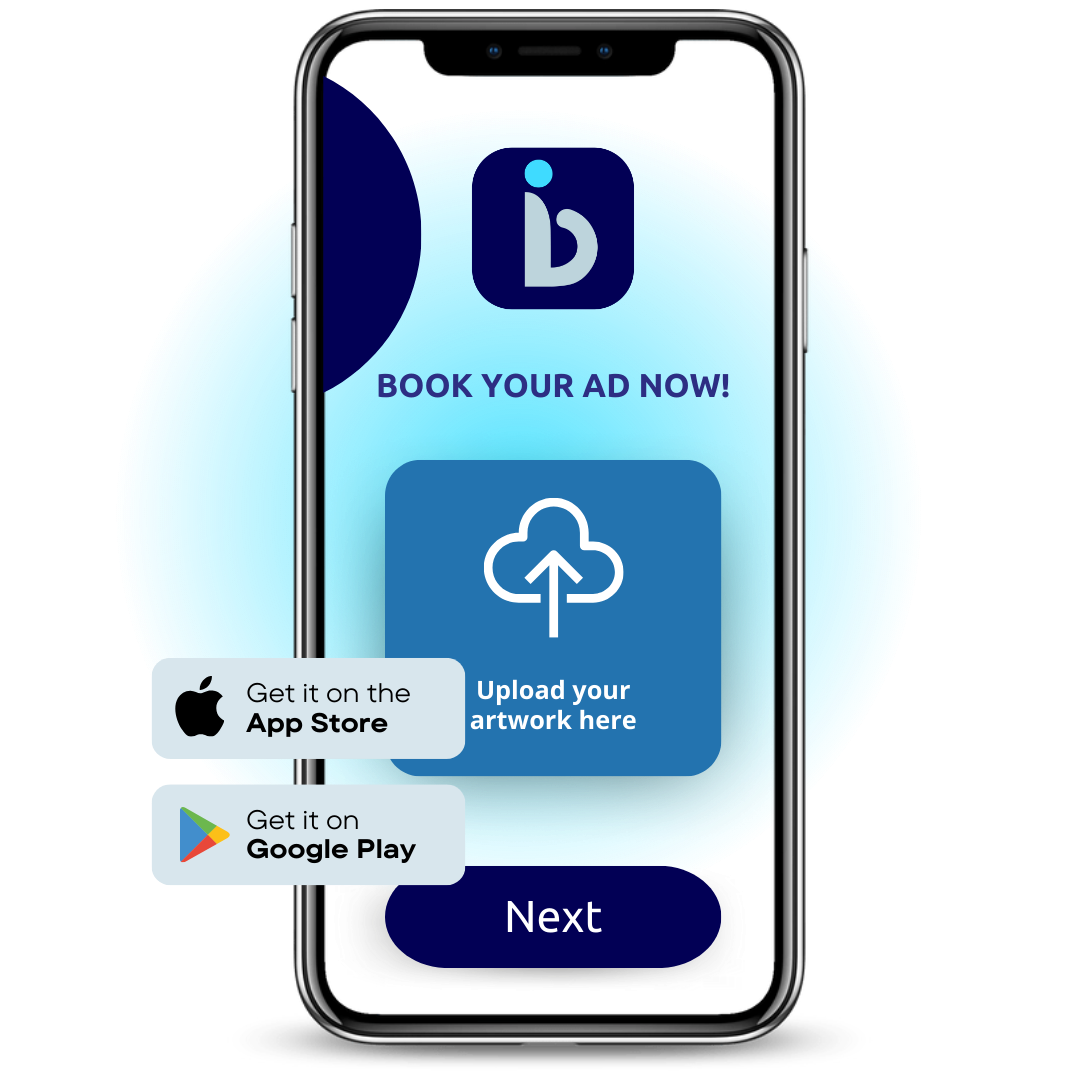 BOOK YOUR AD NOW!
Upload your
artwork here
Get it on the
App Store
Get it on
Google Play
Next